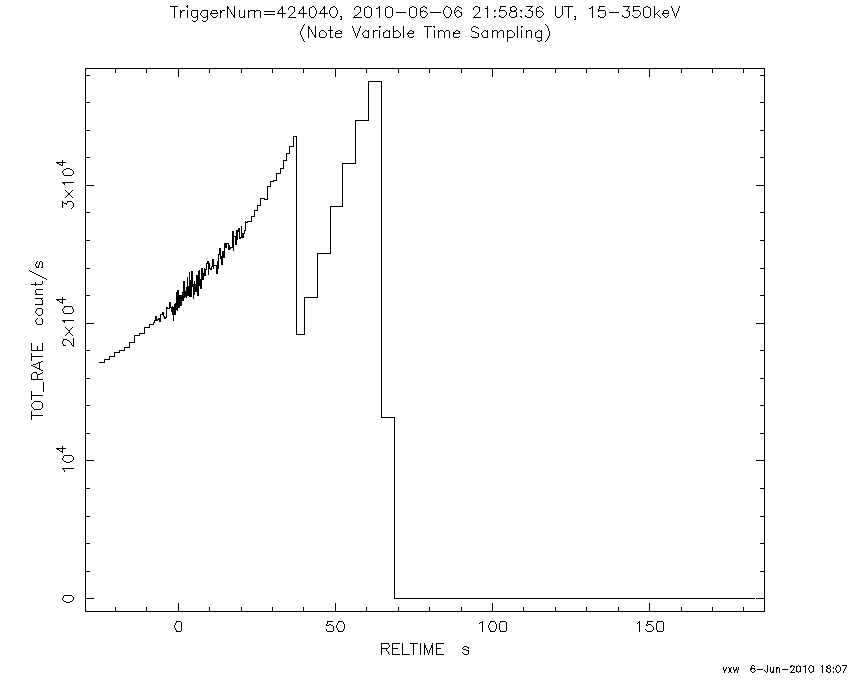 TriggerNum=424040, 2010-06-06 21:58:36 UT, 15-350keV
(Note Variable Time Sampling)
TOT_RATE count/s
3×10⁴
2×10⁴
10⁴
0
0 50 100 150
RELTIME s
vxw 6-Jun-2010 18:07